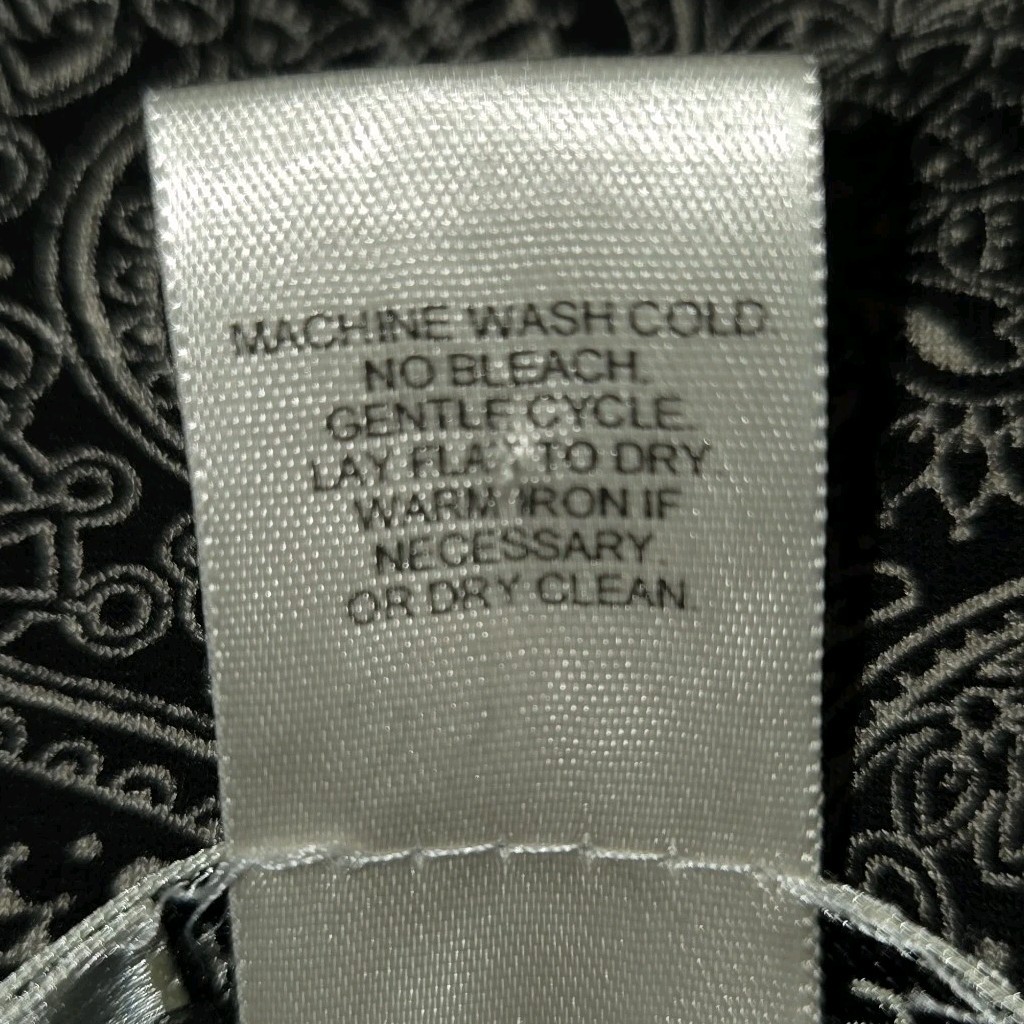 MACHINE WASH COLD.
NO BLEACH.
GENTLE CYCLE.
LAY FLAT TO DRY.
WARM IRON IF
NECESSARY.
OR DRY CLEAN.